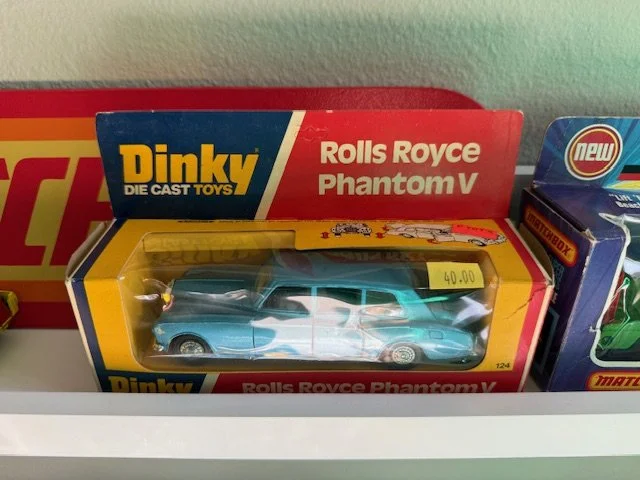 Dinky
DIE CAST TOYS
Rolls Royce
Phantom V
40.00
124
Dinky
Rolls Royce Phantom V
new
MATCHBOX